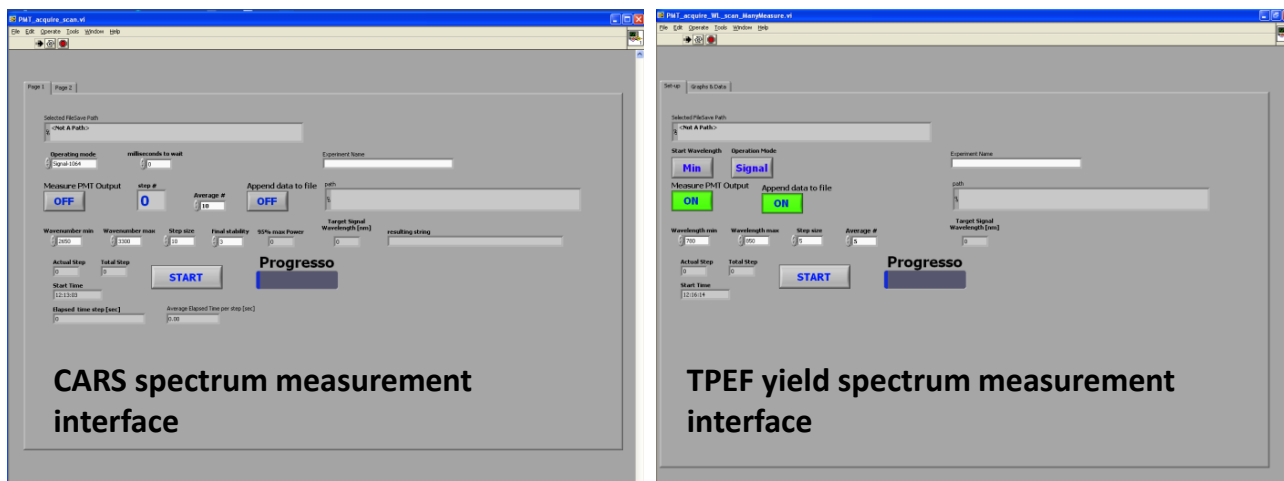 PMT_acquire_scan.vi
File Edit Operate Tools Window Help
Page 1 Page 2
Selected FileSave Path
<Not A Path>
Operating mode milliseconds to wait Experiment Name
Signal-1064 0
Measure PMT Output step # Average # Append data to file path
OFF 0 10 OFF
Wavenumber min Wavenumber max Step size Final stability 95% max Power Target Signal Wavelength [nm] resulting string
2650 3300 10 3 0 0
Actual Step Total Step Progresso
0 0 START
Start Time
12:13:03
Elapsed time step [sec] Average Elapsed Time per step [sec]
0 0.00
CARS spectrum measurement
interface
PMT_acquire_WL_scan_ManyMeasure.vi
File Edit Operate Tools Window Help
Set-up Graphs & Data
Selected FileSave Path
<Not A Path>
Start Wavelength Operation Mode Experiment Name
Min Signal
Measure PMT Output Append data to file path
ON ON
Wavelength min Wavelength max Step size Average # Target Signal Wavelength [nm]
700 850 5 5 0
Actual Step Total Step Progresso
0 0 START
Start Time
12:16:14
TPEF yield spectrum measurement
interface